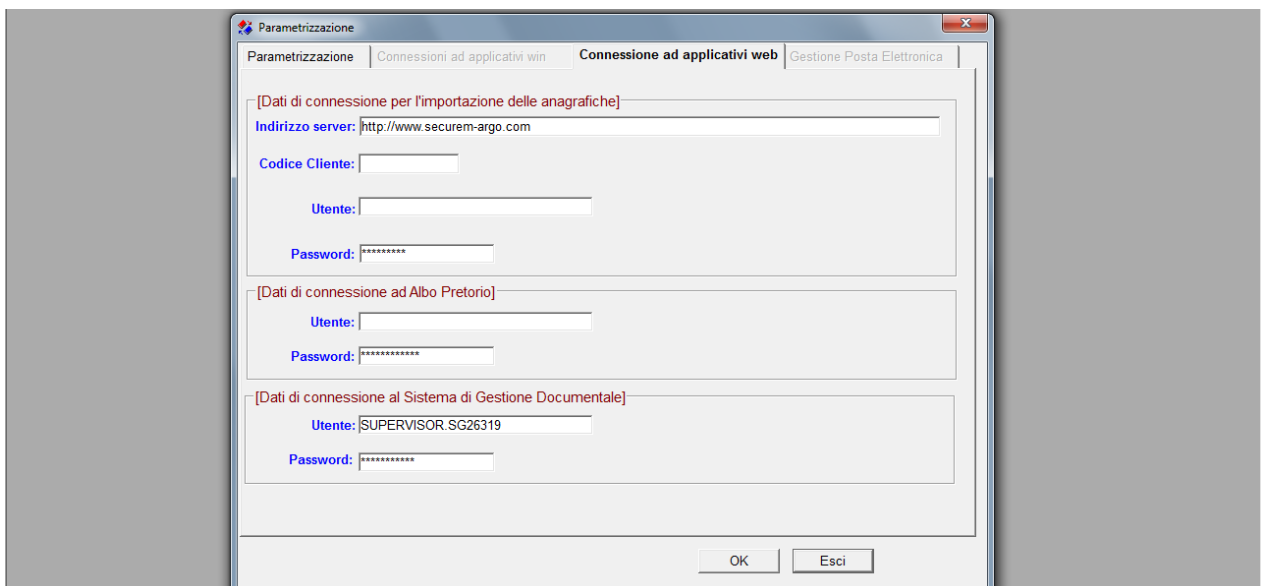 Parametrizzazione
Parametrizzazione Connessioni ad applicativi win Connessione ad applicativi web Gestione Posta Elettronica
[Dati di connessione per l'importazione delle anagrafiche]
Indirizzo server: http://www.securem-argo.com
Codice Cliente:
Utente:
Password: *********
[Dati di connessione ad Albo Pretorio]
Utente:
Password: ************
[Dati di connessione al Sistema di Gestione Documentale]
Utente: SUPERVISOR.SG26319
Password: ***********
OK Esci